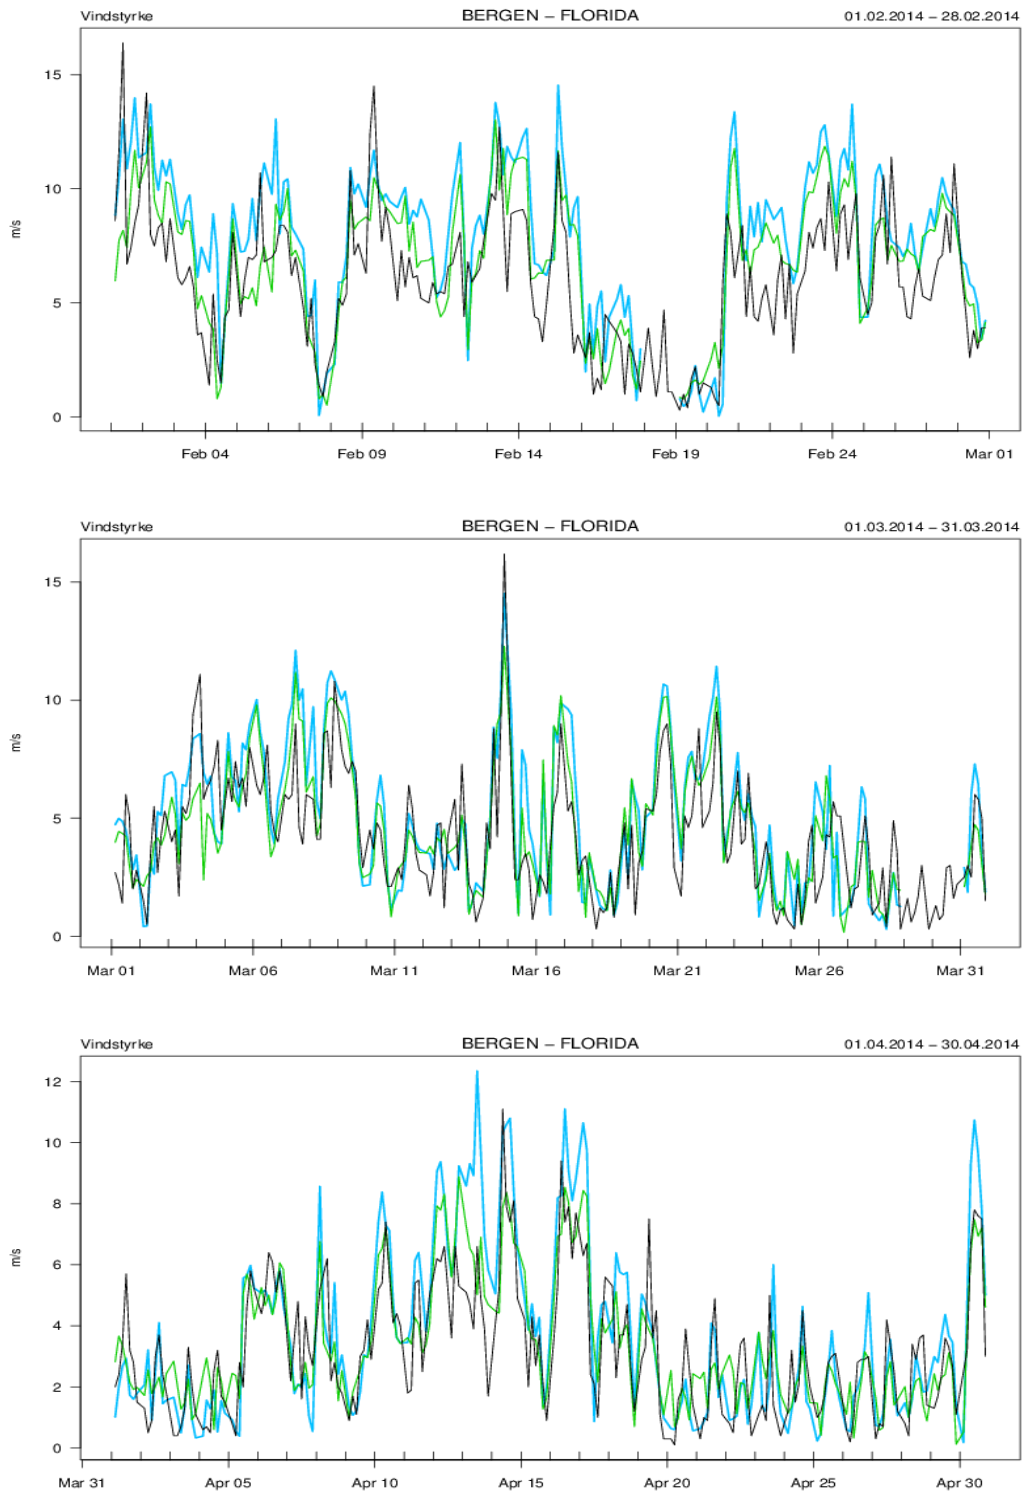 Vindstyrke BERGEN – FLORIDA 01.02.2014 – 28.02.2014
15
10
m/s
5
0
Feb 04 Feb 09 Feb 14 Feb 19 Feb 24 Mar 01
Vindstyrke BERGEN – FLORIDA 01.03.2014 – 31.03.2014
15
10
m/s
5
0
Mar 01 Mar 06 Mar 11 Mar 16 Mar 21 Mar 26 Mar 31
Vindstyrke BERGEN – FLORIDA 01.04.2014 – 30.04.2014
12
10
8
m/s
6
4
2
0
Mar 31 Apr 05 Apr 10 Apr 15 Apr 20 Apr 25 Apr 30